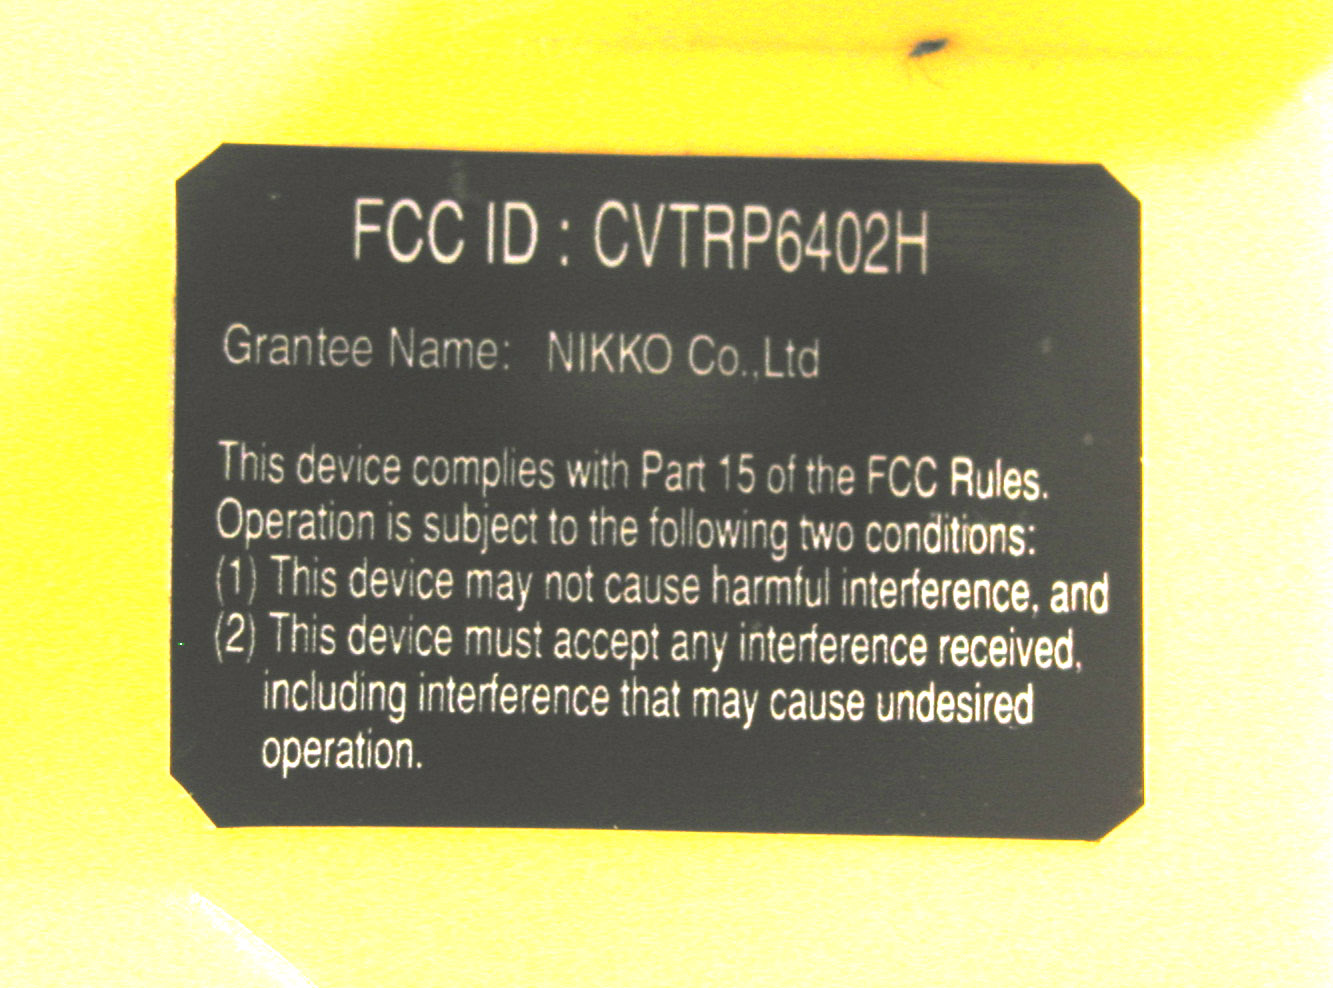 FCC ID : CVTRP6402H
Grantee Name: NIKKO Co.,Ltd
This device complies with Part 15 of the FCC Rules.
Operation is subject to the following two conditions:
(1) This device may not cause harmful interference, and
(2) This device must accept any interference received,
including interference that may cause undesired
operation.